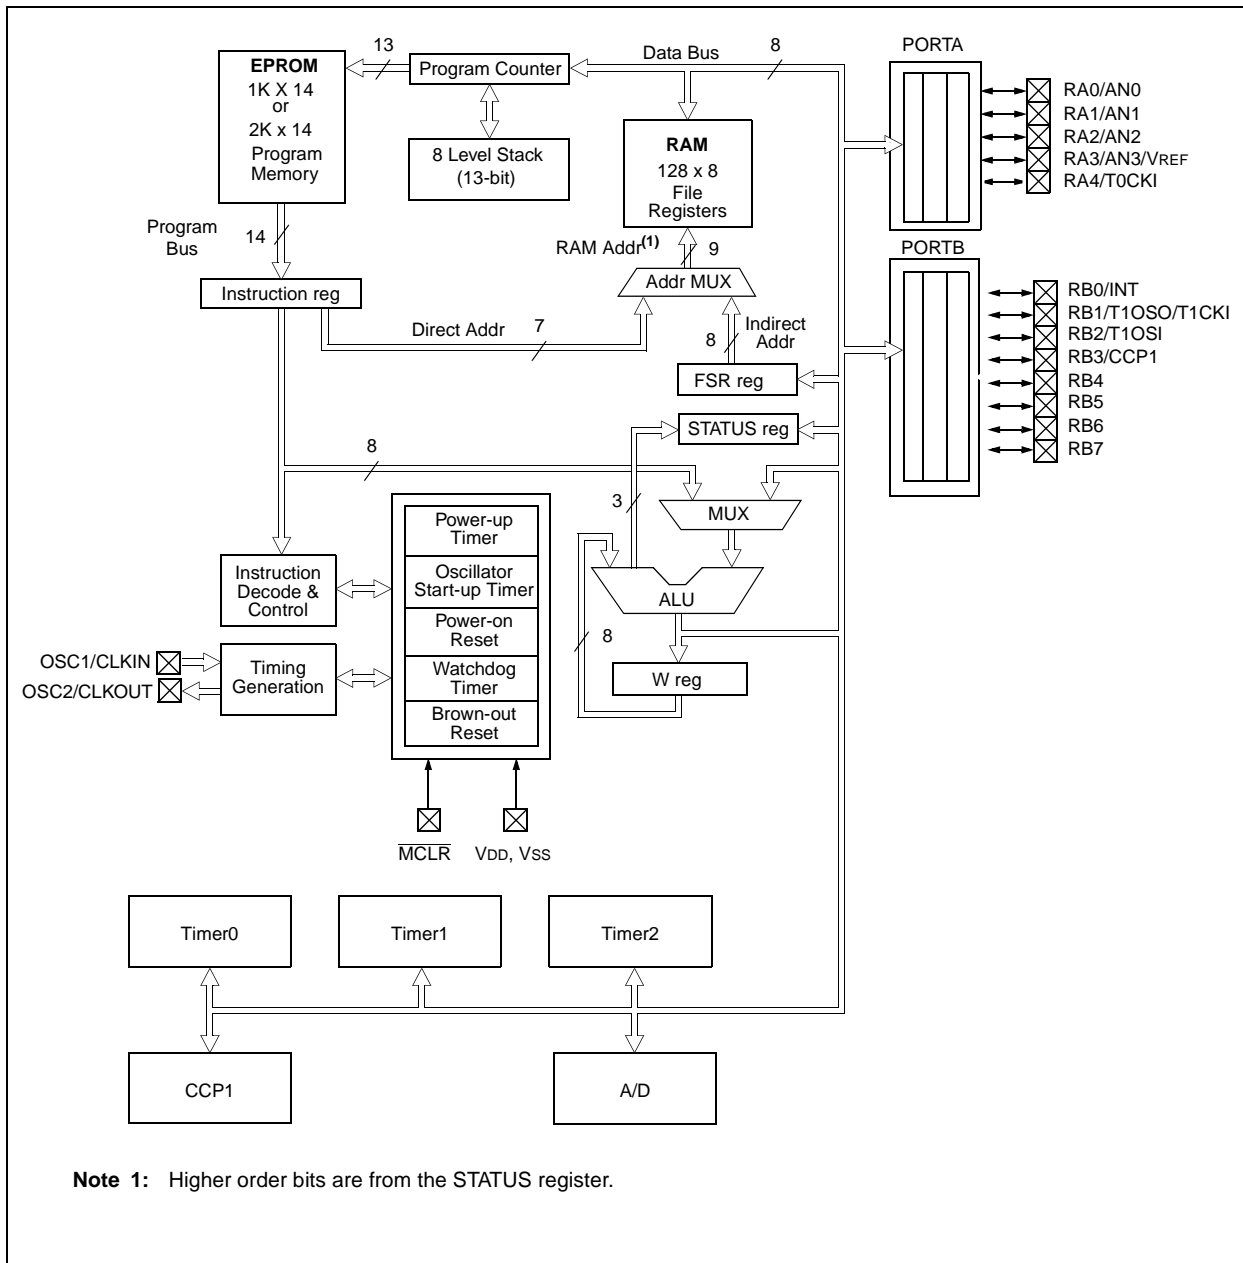 13
Data Bus
8
PORTA
EPROM
1K X 14
or
2K x 14
Program
Memory
Program Counter
8 Level Stack
(13-bit)
RAM
128 x 8
File
Registers
RA0/AN0
RA1/AN1
RA2/AN2
RA3/AN3/VREF
RA4/T0CKI
Program
Bus
14
RAM Addr(1)
9
PORTB
Instruction reg
Addr MUX
Direct Addr
7
8
Indirect
Addr
FSR reg
RB0/INT
RB1/T1OSO/T1CKI
RB2/T1OSI
RB3/CCP1
RB4
RB5
RB6
RB7
STATUS reg
8
3
MUX
Power-up
Timer
Oscillator
Start-up Timer
Power-on
Reset
Watchdog
Timer
Brown-out
Reset
Instruction
Decode &
Control
ALU
8
W reg
OSC1/CLKIN
OSC2/CLKOUT
Timing
Generation
MCLR
VDD, VSS
Timer0
Timer1
Timer2
CCP1
A/D
Note 1: Higher order bits are from the STATUS register.